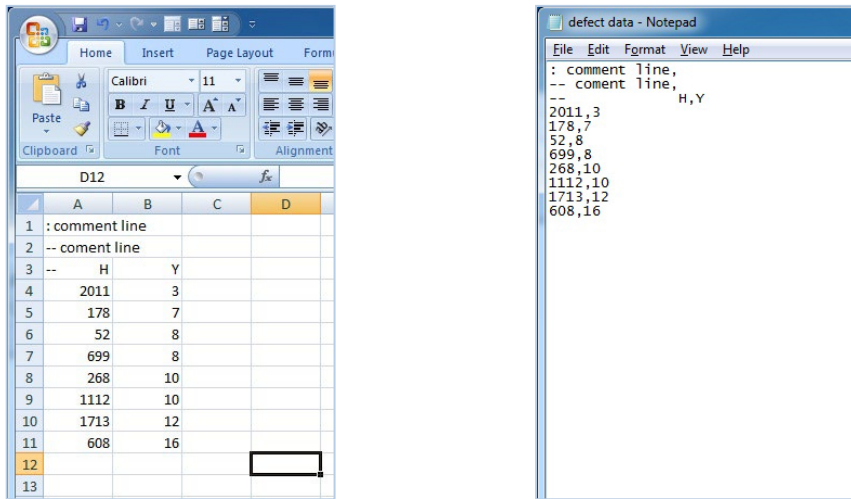 Home Insert Page Layout
Paste
Calibri 11
B I U A A
A
Clipboard Font Alignment
D12 fx
A B C D
1 : comment line
2 -- coment line
3 -- H Y
4 2011 3
5 178 7
6 52 8
7 699 8
8 268 10
9 1112 10
10 1713 12
11 608 16
12
13
defect data - Notepad
File Edit Format View Help
: comment line,
-- coment line,
-- H,Y
2011,3
178,7
52,8
699,8
268,10
1112,10
1713,12
608,16